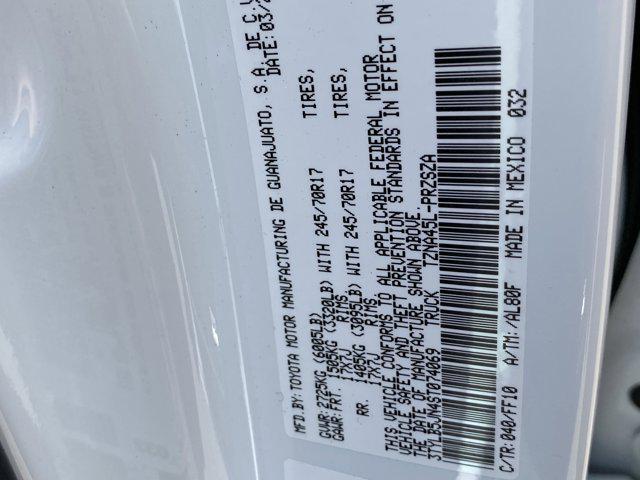 MFD.BY: TOYOTA MOTOR MANUFACTURING DE GUANAJUATO, S.A. DE C.V.
DATE: 03/
GVWR: 2725KG (6005LB)
GAWR: FRT. 1505KG (3320LB) WITH 245/70R17 TIRES,
17X7J RIMS
RR. 1405KG (3095LB) WITH 245/70R17 TIRES,
17X7J RIMS
THIS VEHICLE CONFORMS TO ALL APPLICABLE FEDERAL MOTOR
VEHICLE SAFETY AND THEFT PREVENTION STANDARDS IN EFFECT ON
THE DATE OF MANUFACTURE SHOWN ABOVE.
3TYLB5JN4ST074069 TRUCK TZNA45L-PRZSZA
C/TR: 040/FF10 A/TM: /AL80F MADE IN MEXICO 032